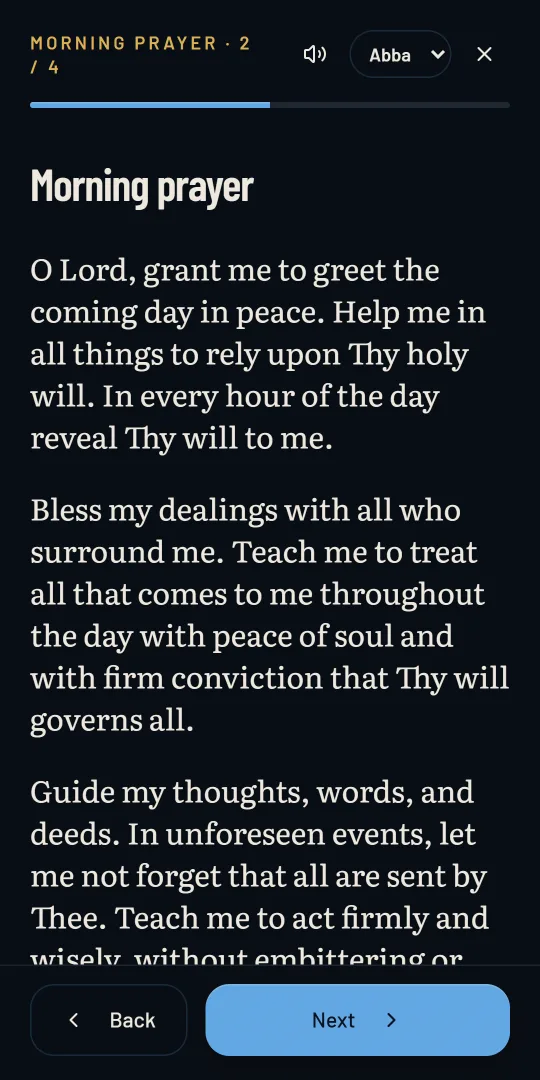 MORNING PRAYER · 2
/ 4
Abba
Morning prayer
O Lord, grant me to greet the
coming day in peace. Help me in
all things to rely upon Thy holy
will. In every hour of the day
reveal Thy will to me.
Bless my dealings with all who
surround me. Teach me to treat
all that comes to me throughout
the day with peace of soul and
with firm conviction that Thy will
governs all.
Guide my thoughts, words, and
deeds. In unforeseen events, let
me not forget that all are sent by
Thee. Teach me to act firmly and
wisely, without embittering or
Back
Next